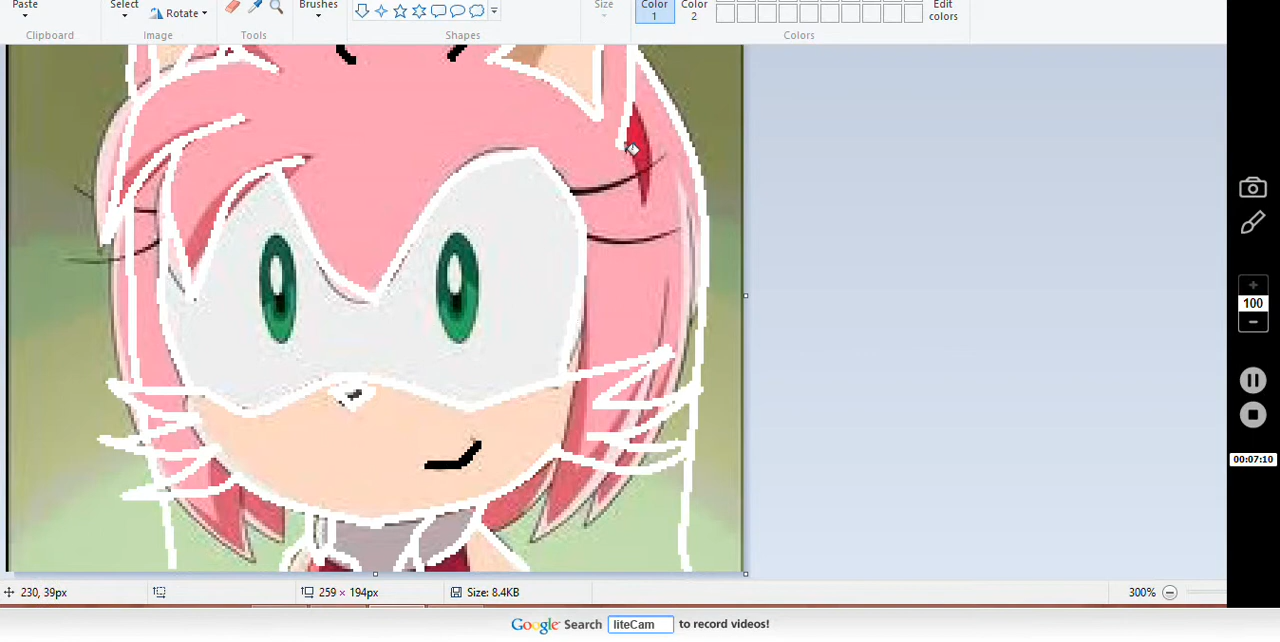 Paste
Select
Rotate
Brushes
Size
Color
1
Color
2
Edit
colors
Clipboard
Image
Tools
Shapes
Colors
100
00:07:10
230, 39px
259 × 194px
Size: 8.4KB
300%
Google Search liteCam to record videos!